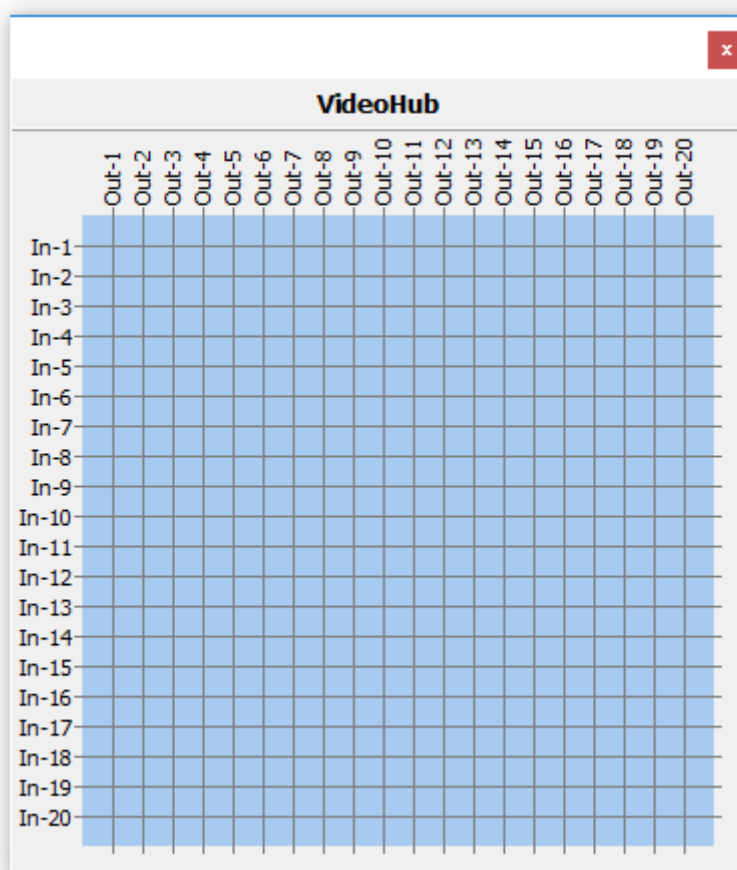 x
VideoHub
Out-1
Out-2
Out-3
Out-4
Out-5
Out-6
Out-7
Out-8
Out-9
Out-10
Out-11
Out-12
Out-13
Out-14
Out-15
Out-16
Out-17
Out-18
Out-19
Out-20
In-1
In-2
In-3
In-4
In-5
In-6
In-7
In-8
In-9
In-10
In-11
In-12
In-13
In-14
In-15
In-16
In-17
In-18
In-19
In-20